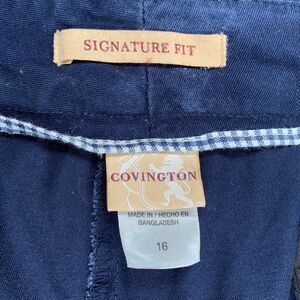 SIGNATURE FIT
COVINGTON
MADE IN / HECHO EN
BANGLADESH
16